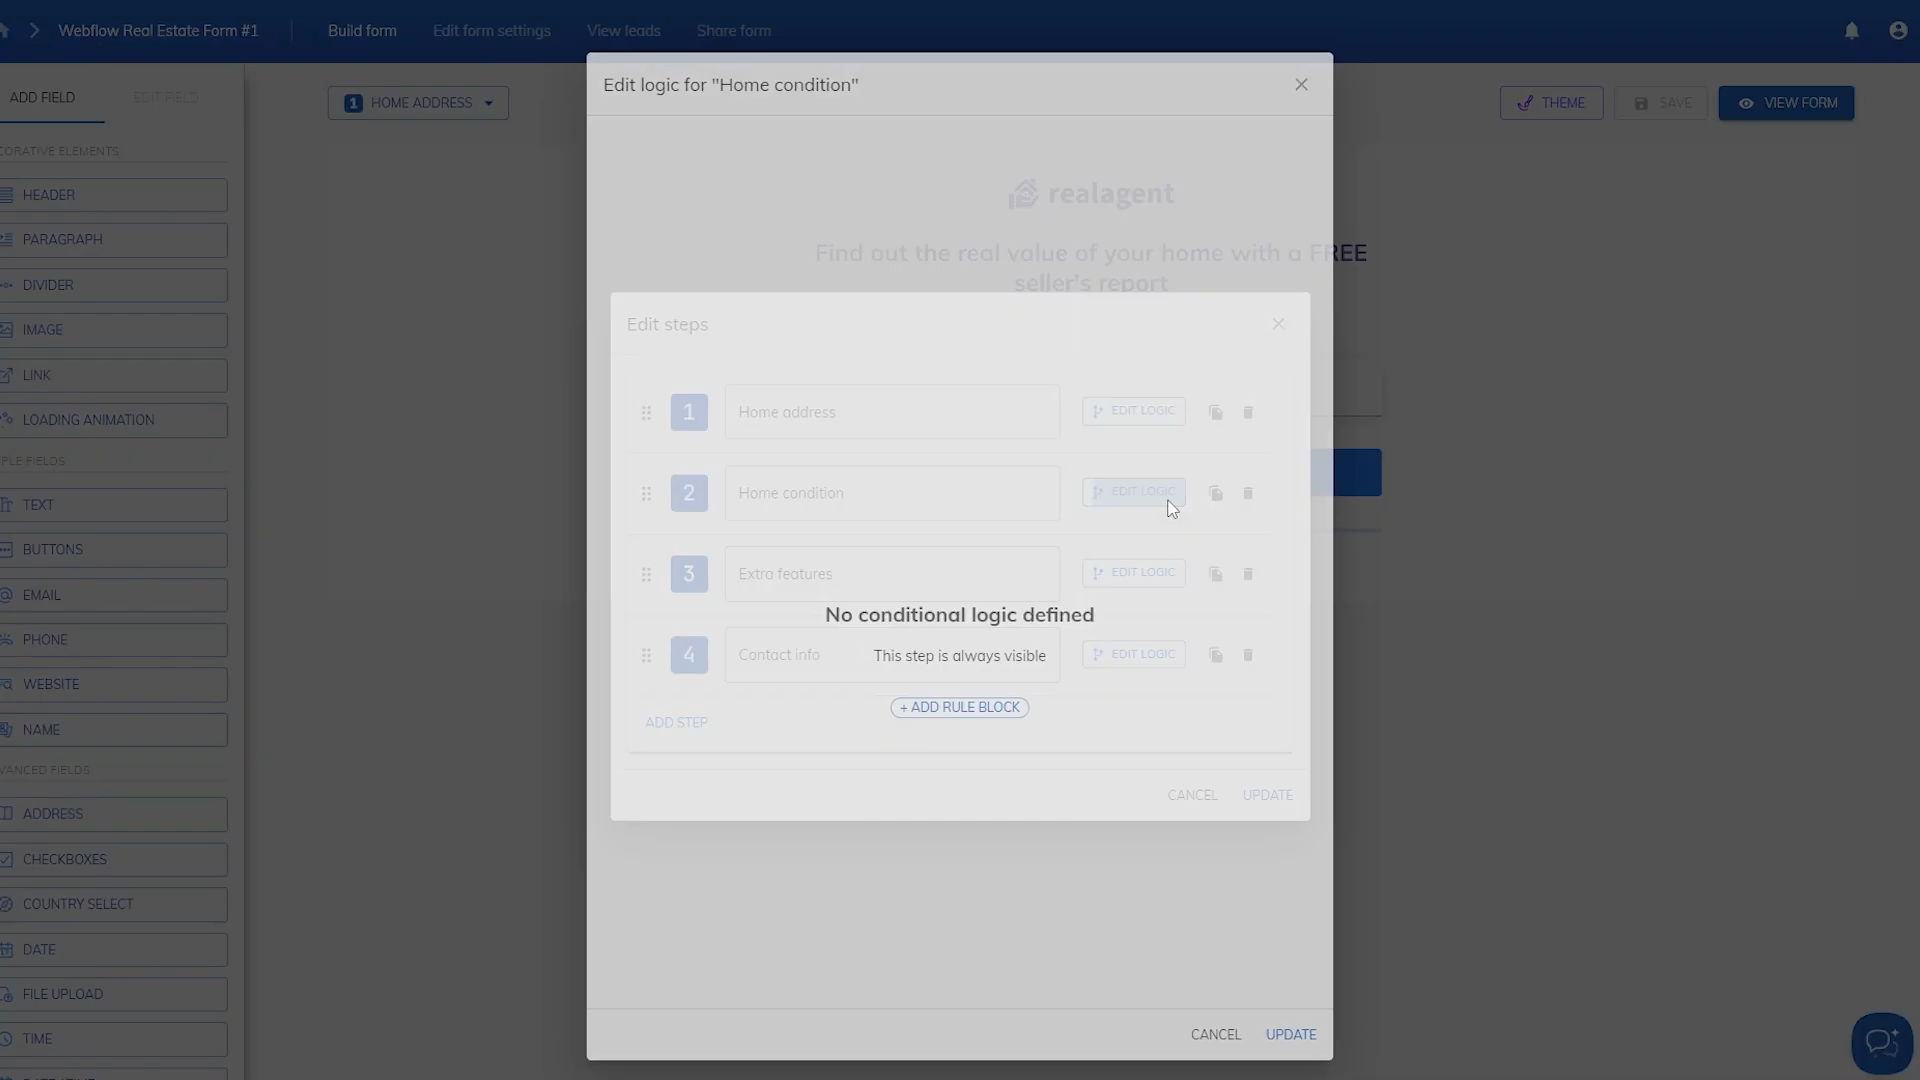 Webflow Real Estate Form #1
Build form
Edit form settings
View leads
Share form
ADD FIELD
EDIT FIELD
1 HOME ADDRESS
THEME
SAVE
VIEW FORM
CORATIVE ELEMENTS
HEADER
PARAGRAPH
DIVIDER
IMAGE
LINK
LOADING ANIMATION
PLE FIELDS
TEXT
BUTTONS
EMAIL
PHONE
WEBSITE
NAME
VANCED FIELDS
ADDRESS
CHECKBOXES
COUNTRY SELECT
DATE
FILE UPLOAD
TIME
Edit logic for "Home condition"
realagent
Find out the real value of your home with a FREE
seller's report
Edit steps
1 Home address EDIT LOGIC
2 Home condition EDIT LOGIC
3 Extra features EDIT LOGIC
No conditional logic defined
4 Contact info EDIT LOGIC
This step is always visible
+ ADD RULE BLOCK
ADD STEP
CANCEL UPDATE
CANCEL UPDATE